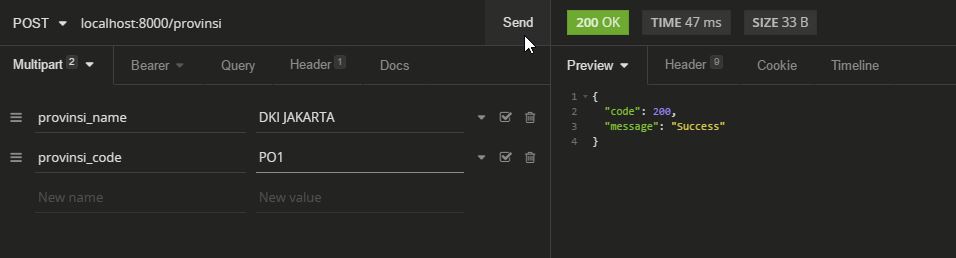 POST localhost:8000/provinsi Send 200 OK TIME 47 ms SIZE 33 B
Multipart 2 Bearer Query Header 1 Docs Preview Header 9 Cookie Timeline
provinsi_name DKI JAKARTA
provinsi_code PO1
New name New value
1 {
2 "code": 200,
3 "message": "Success"
4 }